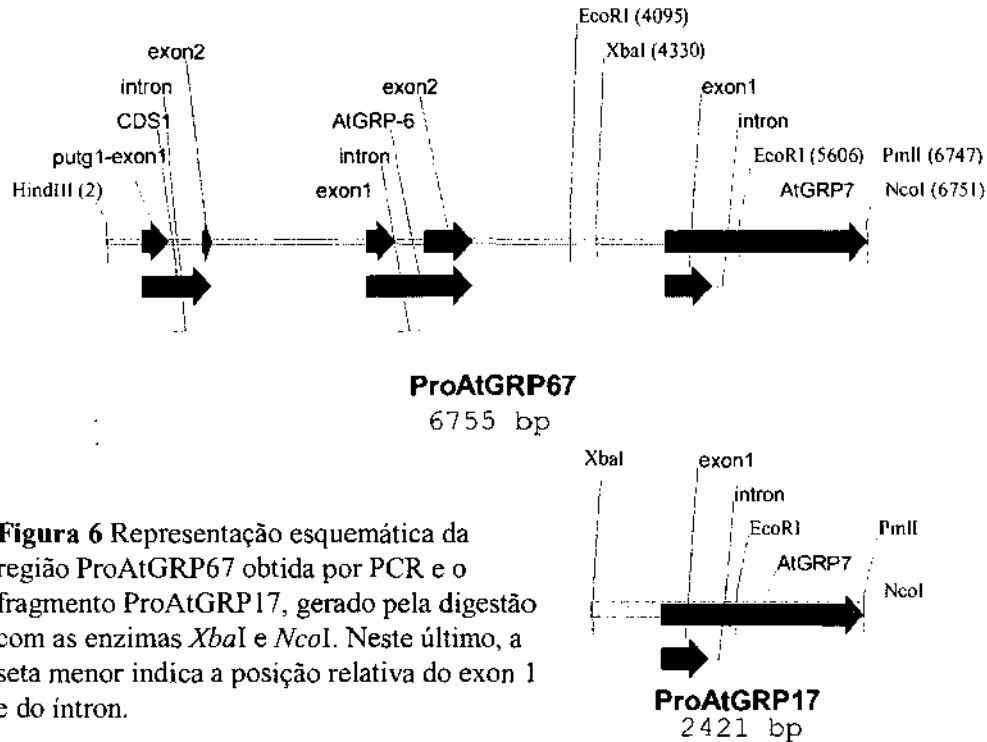 EcoRI (4095)
exon2
XbaI (4330)
intron
exon2
exon1
CDS1
AtGRP-6
intron
putg1-exon1
intron
EcoRI (5606)
PmlI (6747)
HindIII (2)
exon1
AtGRP7
NcoI (6751)
ProAtGRP67
6755 bp
XbaI
exon1
intron
EcoRI
PmlI
AtGRP7
NcoI
Figura 6 Representação esquemática da
região ProAtGRP67 obtida por PCR e o
fragmento ProAtGRP17, gerado pela digestão
com as enzimas XbaI e NcoI. Neste último, a
seta menor indica a posição relativa do exon 1
e do íntron.
ProAtGRP17
2421 bp